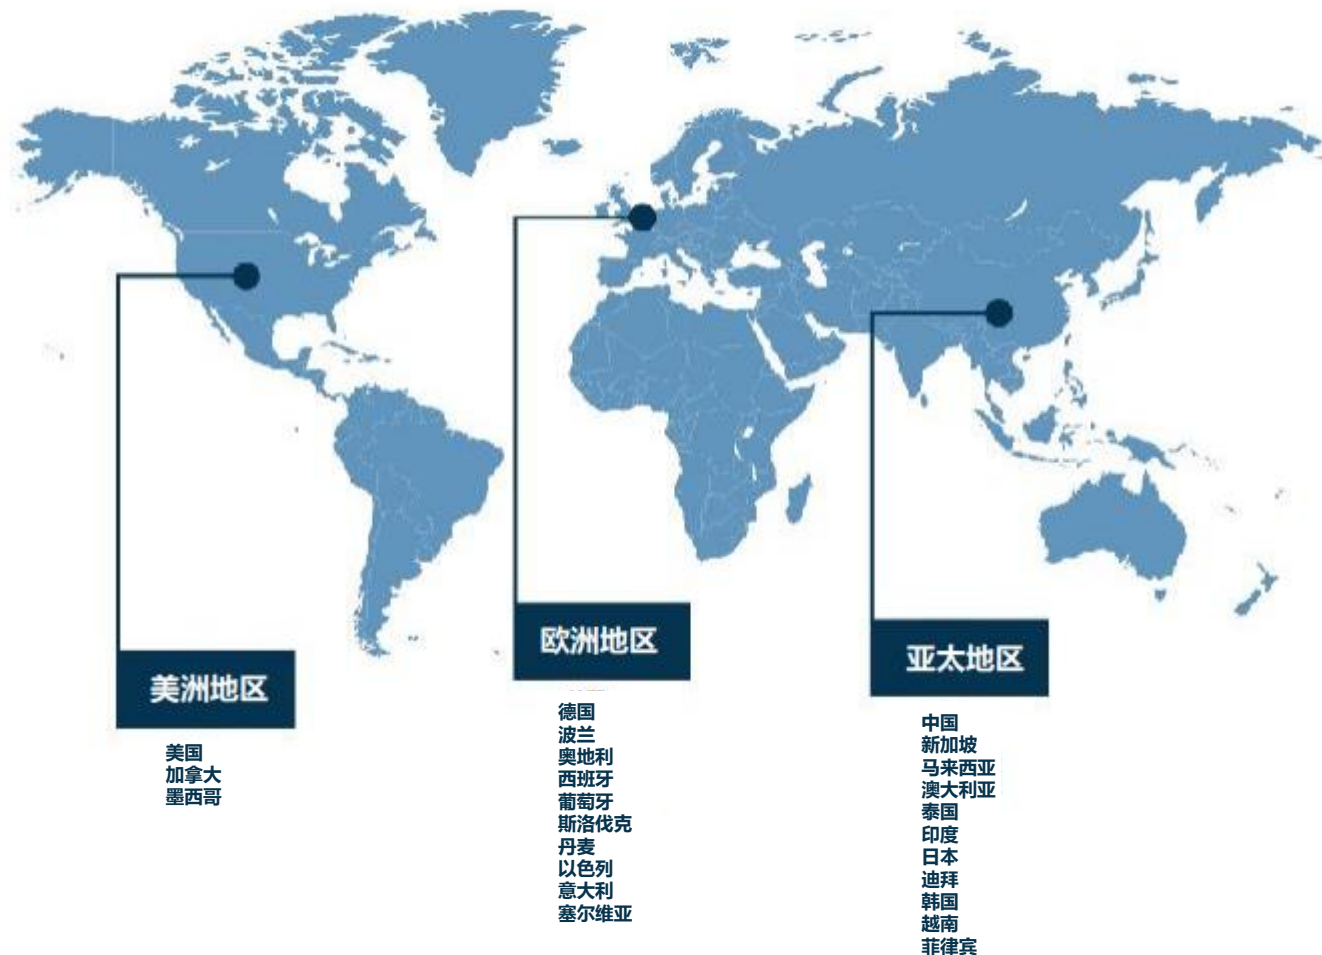 美洲地区
美国
加拿大
墨西哥
欧洲地区
德国
波兰
奥地利
西班牙
葡萄牙
斯洛伐克
丹麦
以色列
意大利
塞尔维亚
亚太地区
中国
新加坡
马来西亚
澳大利亚
泰国
印度
日本
迪拜
韩国
越南
菲律宾